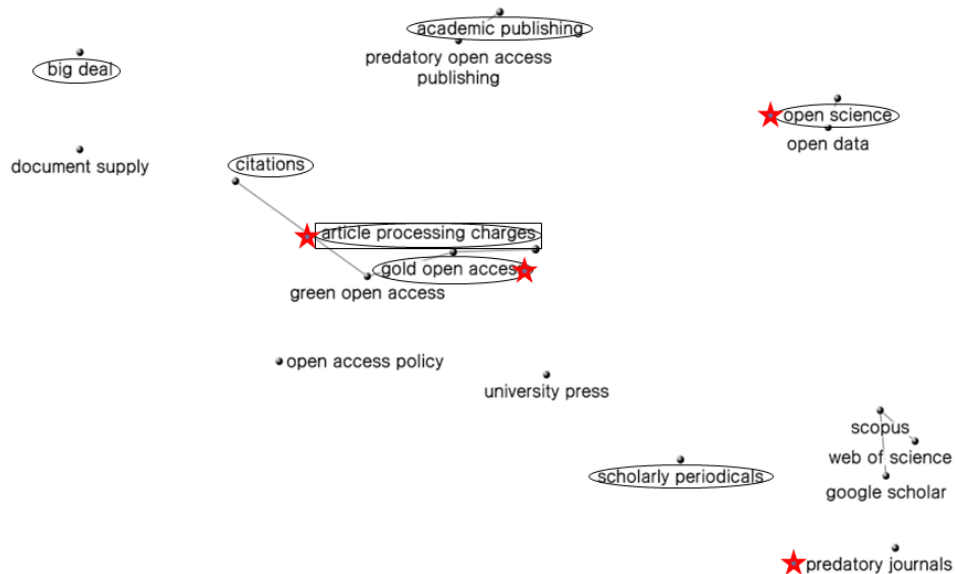 academic publishing
predatory open access
publishing
big deal
open science
open data
document supply
citations
article processing charges
gold open access
green open access
open access policy
university press
scopus
web of science
scholarly periodicals
google scholar
predatory journals